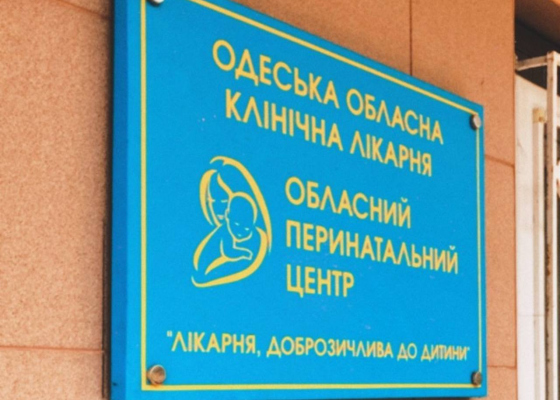 ОДЕСЬКА ОБЛАСНА
КЛІНІЧНА ЛІКАРНЯ
ОБЛАСНИЙ
ПЕРИНАТАЛЬНИЙ
ЦЕНТР
"ЛІКАРНЯ, ДОБРОЗИЧЛИВА ДО ДИТИНИ"